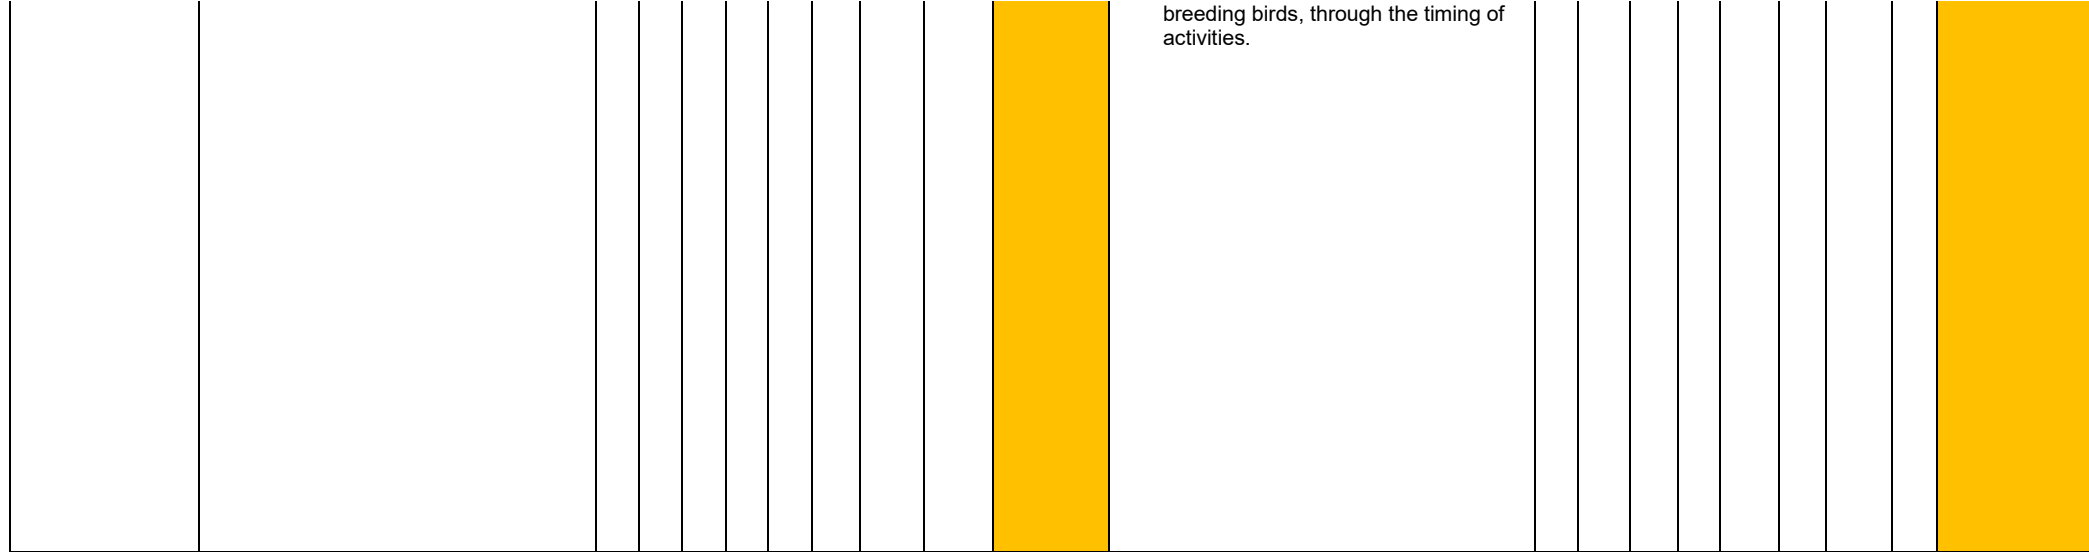 breeding birds, through the timing of
activities.